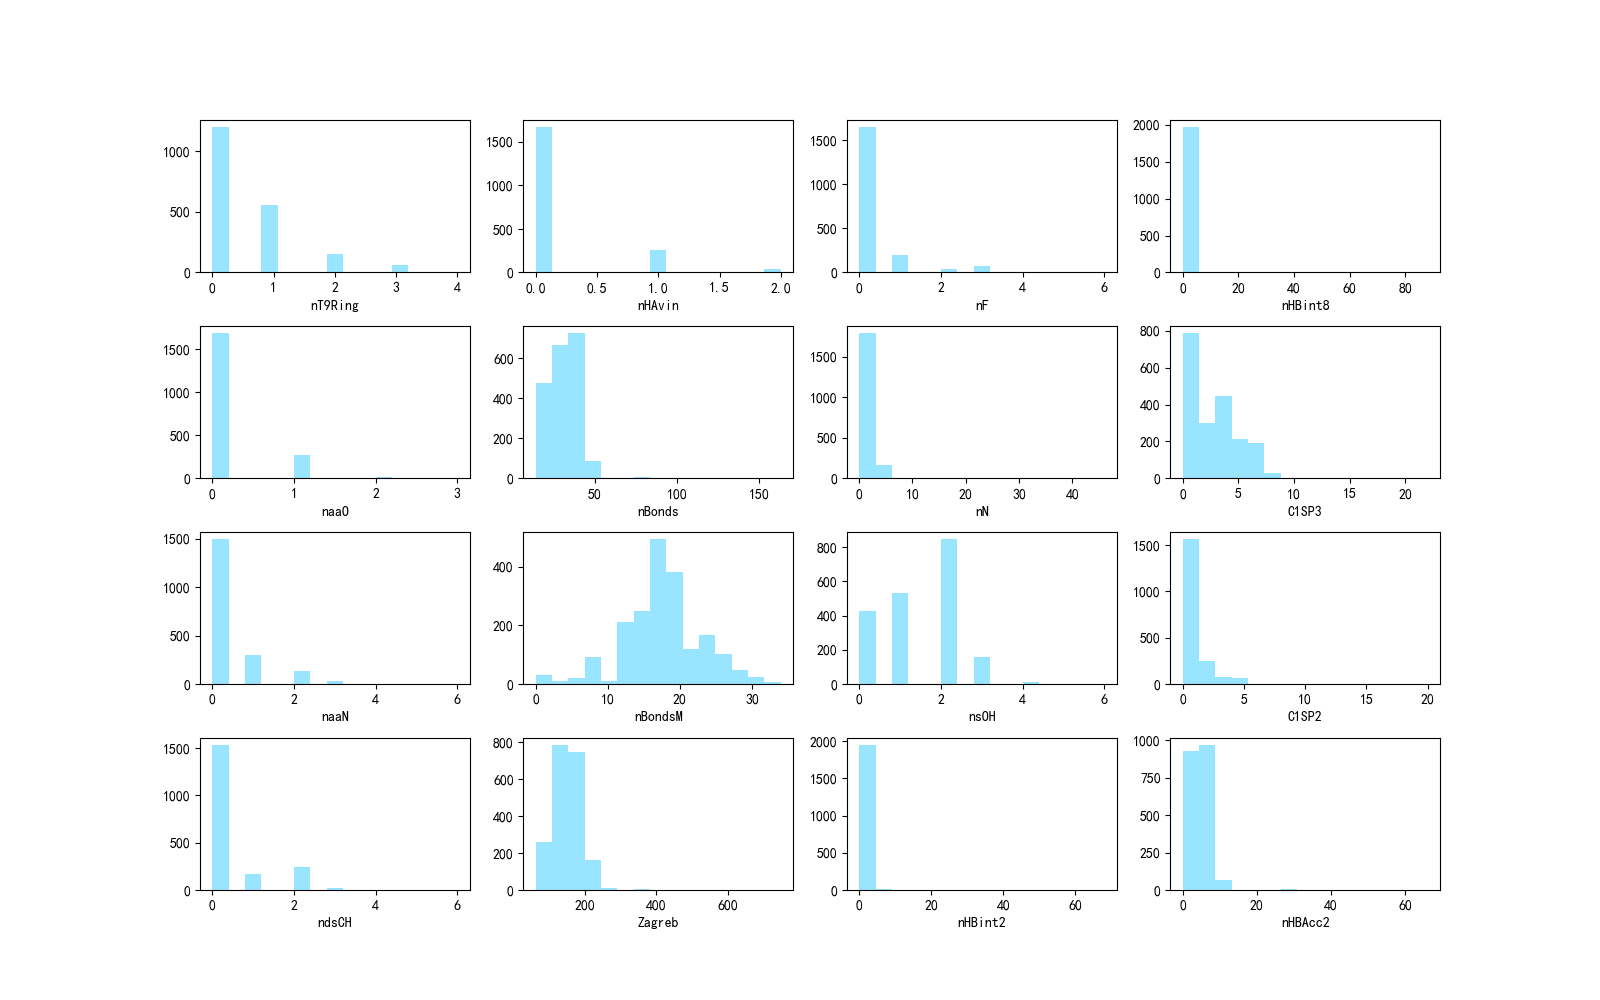 1000
500
0
0 1 2 3 4
nT9Ring
1500
1000
500
0
0.0 0.5 1.0 1.5 2.0
nHAvin
1500
1000
500
0
0 2 4 6
nF
2000
1500
1000
500
0
0 20 40 60 80
nHBint8
1500
1000
500
0
0 1 2 3
naaO
600
400
200
0
50 100 150
nBonds
1500
1000
500
0
0 10 20 30 40
nN
800
600
400
200
0
0 5 10 15 20
C1SP3
1500
1000
500
0
0 2 4 6
naaN
400
200
0
0 10 20 30
nBondsM
800
600
400
200
0
0 2 4 6
nsOH
1500
1000
500
0
0 5 10 15 20
C1SP2
1500
1000
500
0
0 2 4 6
ndsCH
800
600
400
200
0
200 400 600
Zagreb
2000
1500
1000
500
0
0 20 40 60
nHBint2
1000
750
500
250
0
0 20 40 60
nHBAcc2